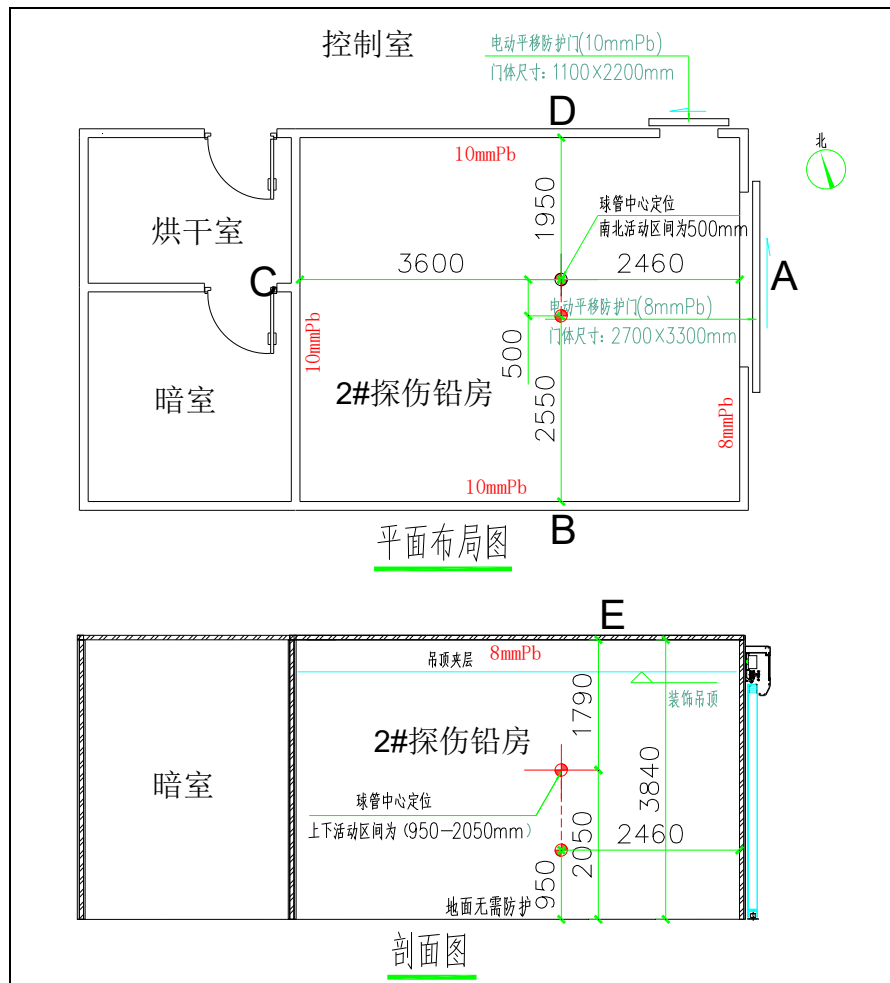 控制室
电动平移防护门(10mmPb)
门体尺寸：1100X2200mm
D
10mmPb
北
1950
球管中心定位
南北活动区间为500mm
烘干室
C
3600
2460
A
电动平移防护门(8mmPb)
门体尺寸：2700X3300mm
10mmPb
500
暗室
2#探伤铅房
2550
8mmPb
10mmPb
B
平面布局图
E
吊顶夹层
8mmPb
1790
装饰吊顶
2#探伤铅房
暗室
3840
球管中心定位
上下活动区间为（950-2050mm）
2050
2460
950
地面无需防护
剖面图